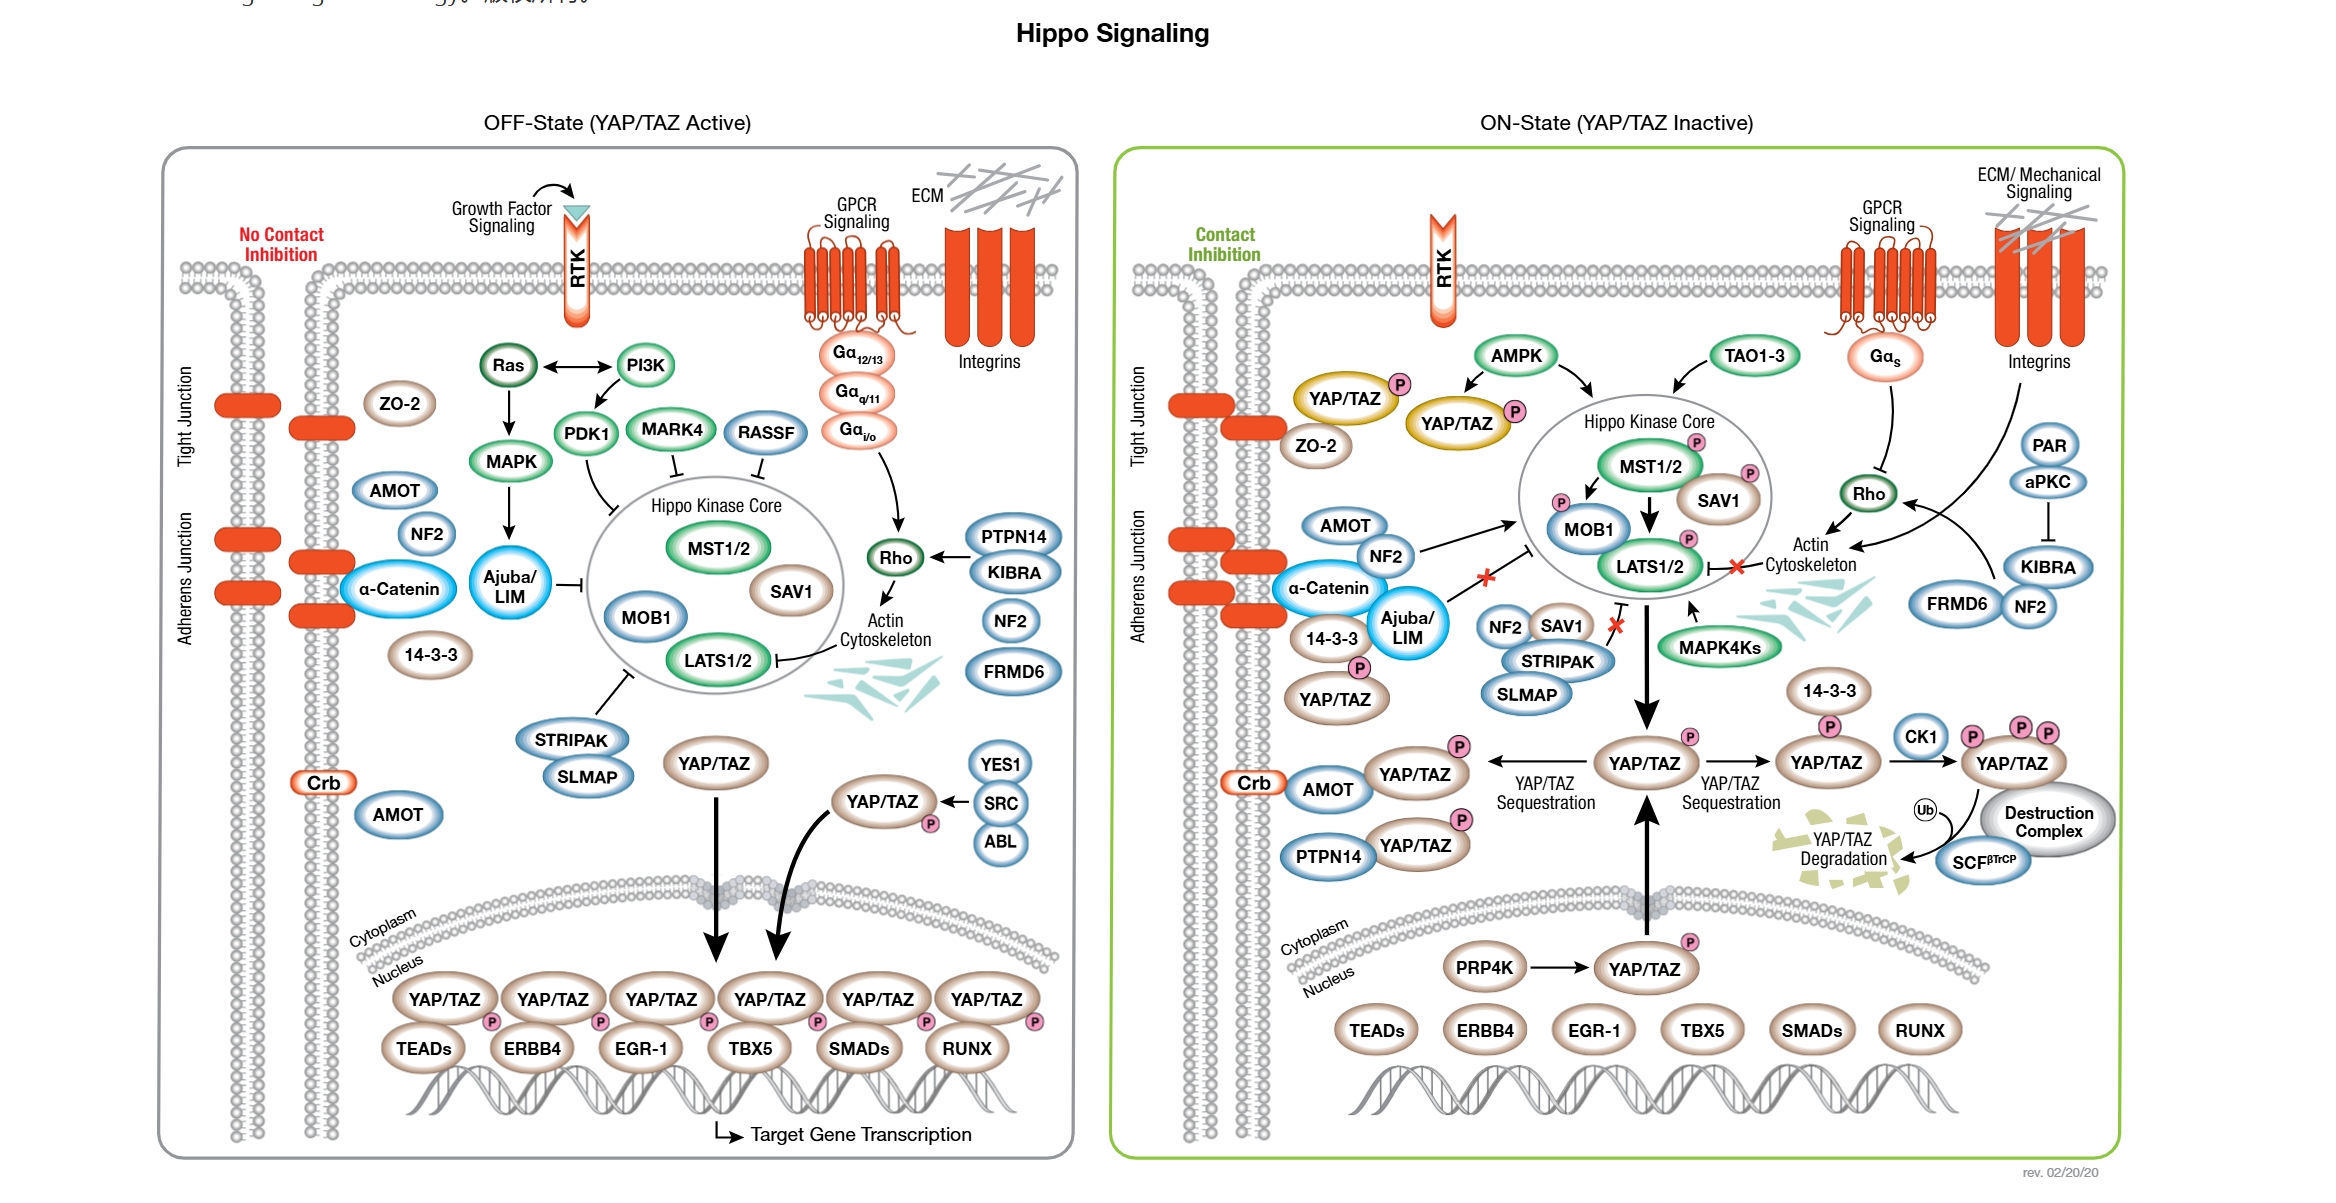 Hippo Signaling
OFF-State (YAP/TAZ Active)
No Contact
Inhibition
Growth Factor
Signaling
RTK
GPCR
Signaling
ECM
Integrins
Tight Junction
Adherens Junction
ZO-2
AMOT
NF2
α-Catenin
14-3-3
Crb
AMOT
Ras
PI3K
MAPK
PDK1
MARK4
RASSF
Ajuba/
LIM
Gα12/13
Gαq/11
Gαi/o
Hippo Kinase Core
MST1/2
SAV1
MOB1
LATS1/2
Rho
Actin
Cytoskeleton
PTPN14
KIBRA
NF2
FRMD6
STRIPAK
SLMAP
YAP/TAZ
YAP/TAZ
P
YES1
SRC
ABL
Cytoplasm
Nucleus
YAP/TAZ YAP/TAZ YAP/TAZ YAP/TAZ YAP/TAZ YAP/TAZ
P P P P P P
TEADs ERBB4 EGR-1 TBX5 SMADs RUNX
Target Gene Transcription
ON-State (YAP/TAZ Inactive)
Contact
Inhibition
RTK
GPCR
Signaling
ECM/ Mechanical
Signaling
Integrins
Tight Junction
Adherens Junction
YAP/TAZ
P
ZO-2
YAP/TAZ
P
AMPK
TAO1-3
Gαs
Hippo Kinase Core
P
MST1/2
P
SAV1
P
MOB1
P
LATS1/2
Rho
Actin
Cytoskeleton
PAR
aPKC
KIBRA
FRMD6
NF2
AMOT
NF2
α-Catenin
Ajuba/
LIM
14-3-3
P
YAP/TAZ
NF2
SAV1
STRIPAK
SLMAP
MAPK4Ks
Crb
AMOT
YAP/TAZ
P
PTPN14
YAP/TAZ
P
YAP/TAZ
Sequestration
YAP/TAZ
P
YAP/TAZ
Sequestration
14-3-3
P
YAP/TAZ
CK1
P P P
YAP/TAZ
Destruction
Complex
Ub
SCFβTrCP
YAP/TAZ
Degradation
Cytoplasm
Nucleus
PRP4K
YAP/TAZ
P
TEADs ERBB4 EGR-1 TBX5 SMADs RUNX
rev. 02/20/20